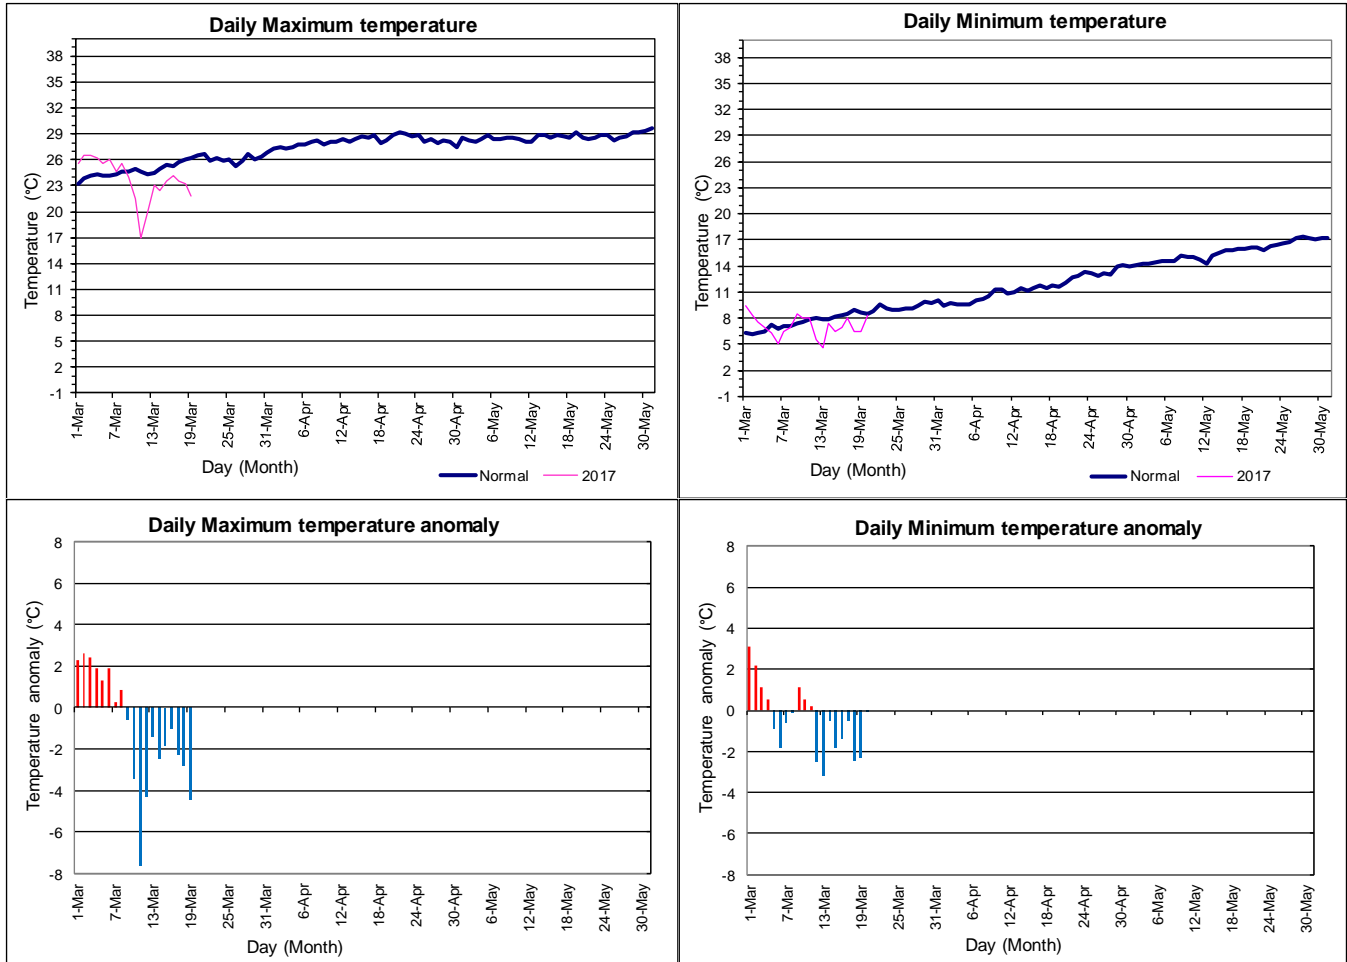 Daily Maximum temperature
38
35
32
29
26
23
20
17
14
11
8
5
2
-1
Temperature (°C)
1-Mar
7-Mar
13-Mar
19-Mar
25-Mar
31-Mar
6-Apr
12-Apr
18-Apr
24-Apr
30-Apr
6-May
12-May
18-May
24-May
30-May
Day (Month)
Normal
2017
Daily Minimum temperature
38
35
32
29
26
23
20
17
14
11
8
5
2
-1
Temperature (°C)
1-Mar
7-Mar
13-Mar
19-Mar
25-Mar
31-Mar
6-Apr
12-Apr
18-Apr
24-Apr
30-Apr
6-May
12-May
18-May
24-May
30-May
Day (Month)
Normal
2017
Daily Maximum temperature anomaly
8
6
4
2
0
-2
-4
-6
-8
Temperature anomaly (°C)
1-Mar
7-Mar
13-Mar
19-Mar
25-Mar
31-Mar
6-Apr
12-Apr
18-Apr
24-Apr
30-Apr
6-May
12-May
18-May
24-May
30-May
Day (Month)
Daily Minimum temperature anomaly
8
6
4
2
0
-2
-4
-6
-8
Temperature anomaly (°C)
1-Mar
7-Mar
13-Mar
19-Mar
25-Mar
31-Mar
6-Apr
12-Apr
18-Apr
24-Apr
30-Apr
6-May
12-May
18-May
24-May
30-May
Day (Month)